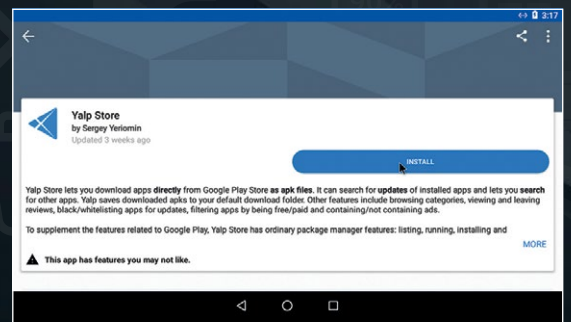 3:17
Yalp Store
by Sergey Yeriomin
Updated 3 weeks ago
INSTALL
Yalp Store lets you download apps directly from Google Play Store as apk files. It can search for updates of installed apps and lets you search
for other apps. Yalp saves downloaded apks to your default download folder. Other features include browsing categories, viewing and leaving
reviews, black/whitelisting apps for updates, filtering apps by being free/paid and containing/not containing ads.
To supplement the features related to Google Play, Yalp Store has ordinary package manager features: listing, running, installing and
MORE
This app has features you may not like.